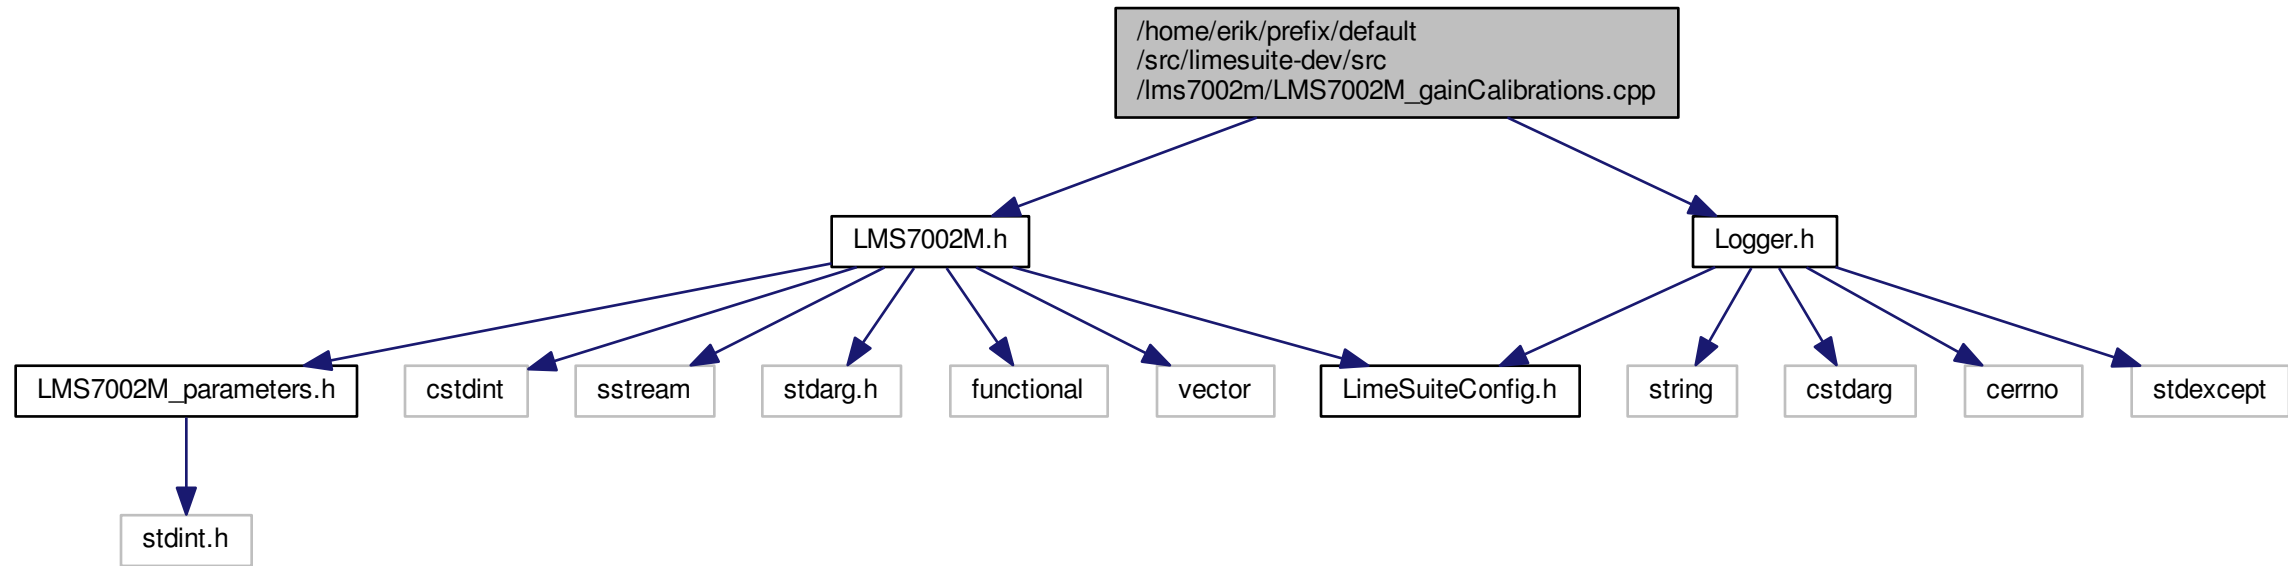 /home/erik/prefix/default
/src/limesuite-dev/src
/lms7002m/LMS7002M_gainCalibrations.cpp
LMS7002M.h
Logger.h
LMS7002M_parameters.h
cstdint
sstream
stdarg.h
functional
vector
LimeSuiteConfig.h
string
cstdarg
cerrno
stdexcept
stdint.h